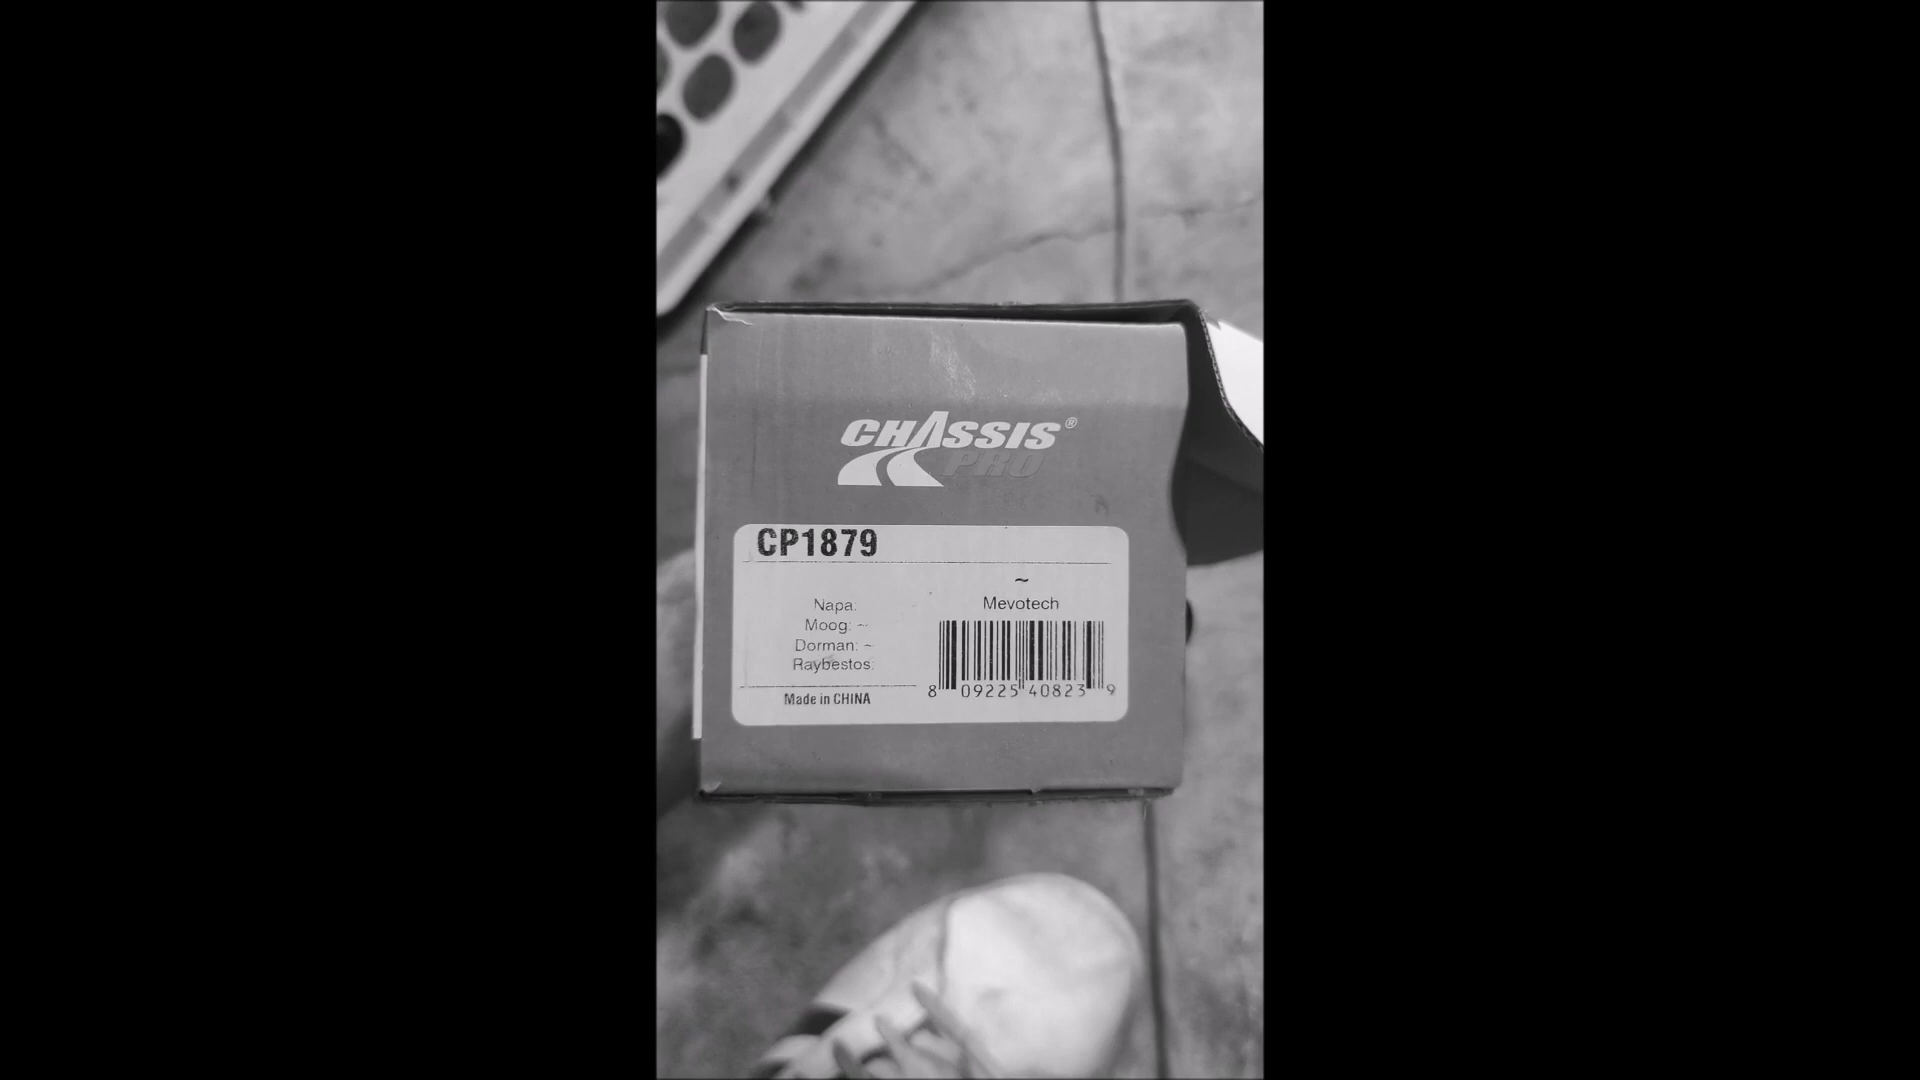 CHASSIS®
PRO
CP1879
~
Mevotech
Napa:
Moog: ~
Dorman: ~
Raybestos:
Made in CHINA
8 09225 40823 9